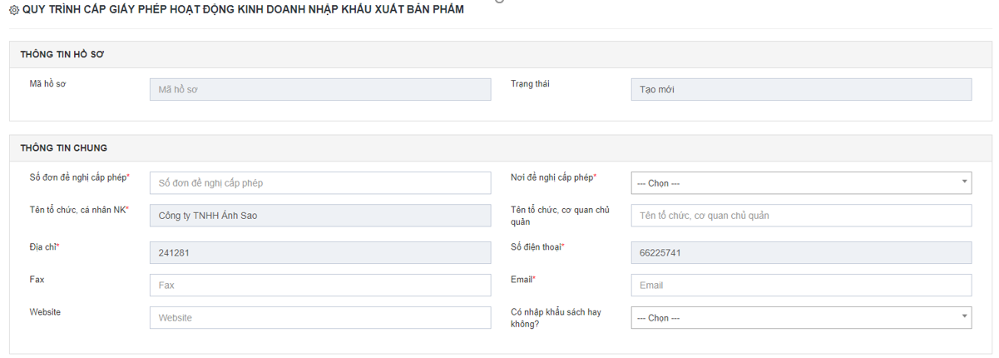 QUY TRÌNH CẤP GIẤY PHÉP HOẠT ĐỘNG KINH DOANH NHẬP KHẨU XUẤT BẢN PHẨM
THÔNG TIN HỒ SƠ
Mã hồ sơ Mã hồ sơ Trạng thái Tạo mới
THÔNG TIN CHUNG
Số đơn đề nghị cấp phép* Số đơn đề nghị cấp phép Nơi đề nghị cấp phép* --- Chọn ---
Tên tổ chức, cá nhân NK* Công ty TNHH Ánh Sao Tên tổ chức, cơ quan chủ quản Tên tổ chức, cơ quan chủ quản
Địa chỉ* 241281 Số điện thoại* 66225741
Fax Fax Email* Email
Website Website Có nhập khẩu sách hay không? --- Chọn ---